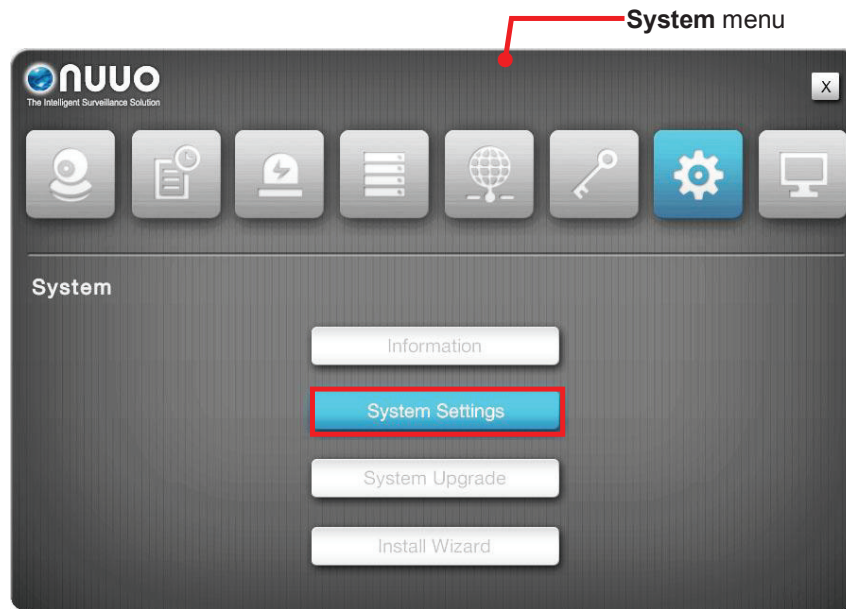 System menu
nuuo
The Intelligent Surveillance Solution
X
System
Information
System Settings
System Upgrade
Install Wizard